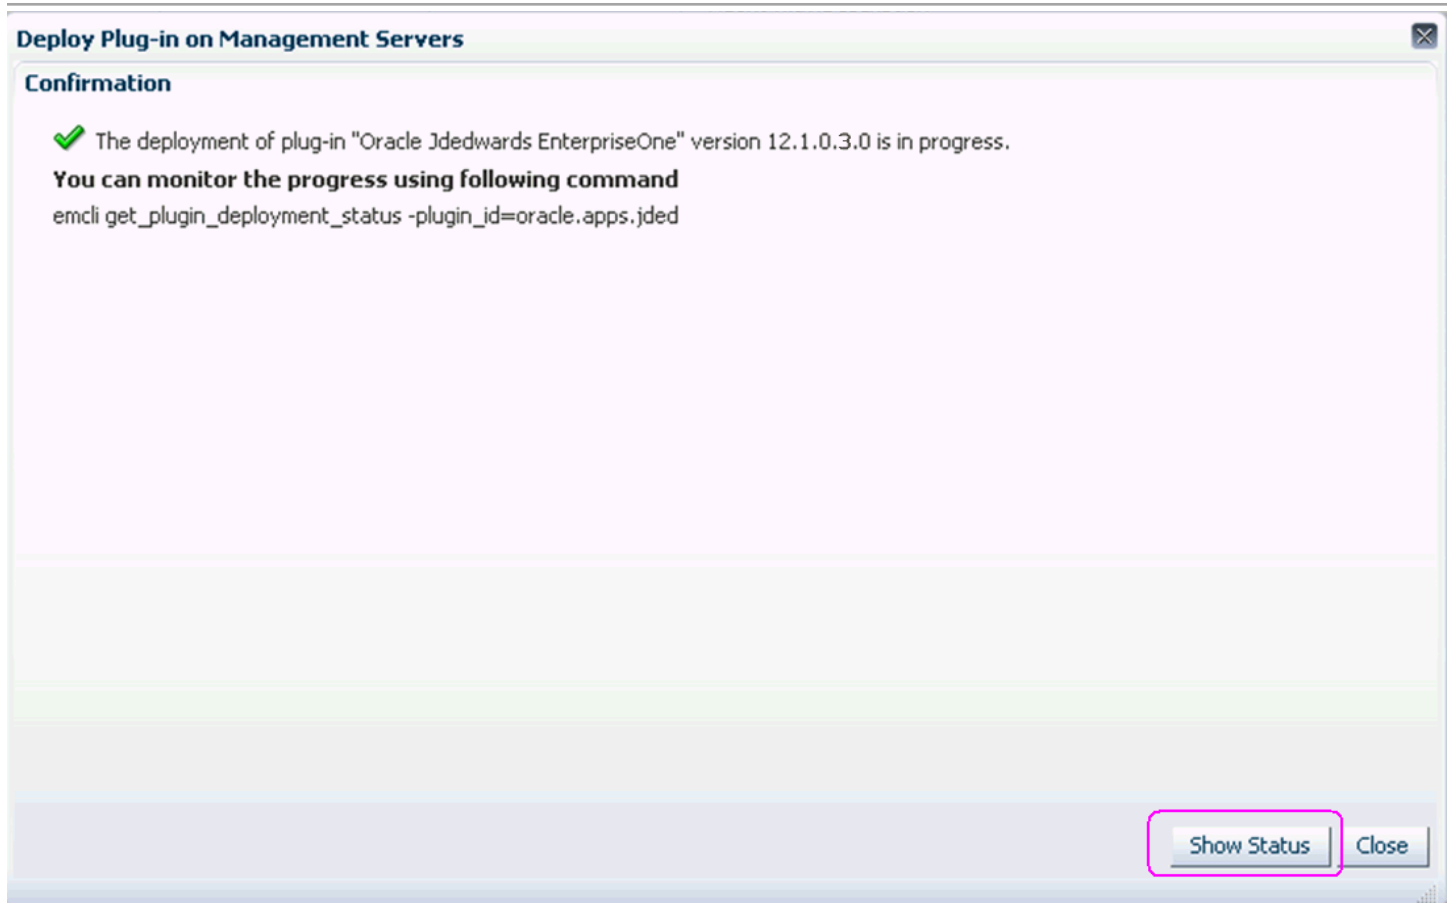 Deploy Plug-in on Management Servers
Confirmation
The deployment of plug-in "Oracle Jdedwards EnterpriseOne" version 12.1.0.3.0 is in progress.
You can monitor the progress using following command
emcli get_plugin_deployment_status -plugin_id=oracle.apps.jded
Show Status Close